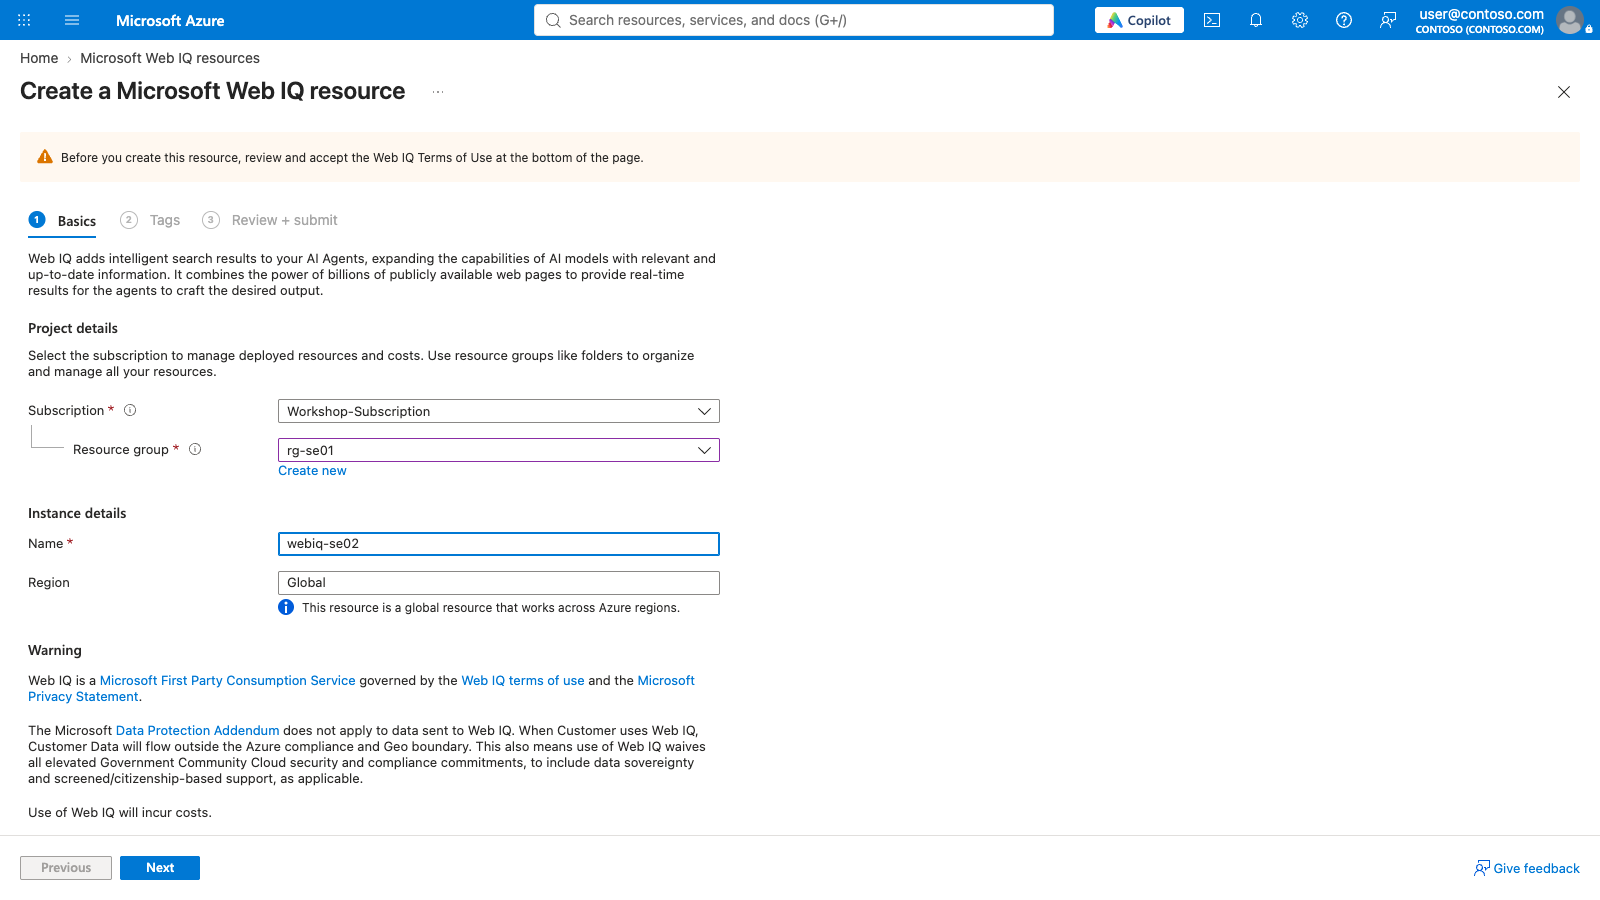 Microsoft Azure
Search resources, services, and docs (G+/)
Copilot
user@contoso.com
CONTOSO (CONTOSO.COM)
Home > Microsoft Web IQ resources
Create a Microsoft Web IQ resource ...
Before you create this resource, review and accept the Web IQ Terms of Use at the bottom of the page.
1 Basics 2 Tags 3 Review + submit
Web IQ adds intelligent search results to your AI Agents, expanding the capabilities of AI models with relevant and
up-to-date information. It combines the power of billions of publicly available web pages to provide real-time
results for the agents to craft the desired output.
Project details
Select the subscription to manage deployed resources and costs. Use resource groups like folders to organize
and manage all your resources.
Subscription * Workshop-Subscription
Resource group * rg-se01
Create new
Instance details
Name * webiq-se02
Region Global
This resource is a global resource that works across Azure regions.
Warning
Web IQ is a Microsoft First Party Consumption Service governed by the Web IQ terms of use and the Microsoft
Privacy Statement.
The Microsoft Data Protection Addendum does not apply to data sent to Web IQ. When Customer uses Web IQ,
Customer Data will flow outside the Azure compliance and Geo boundary. This also means use of Web IQ waives
all elevated Government Community Cloud security and compliance commitments, to include data sovereignty
and screened/citizenship-based support, as applicable.
Use of Web IQ will incur costs.
Previous Next Give feedback